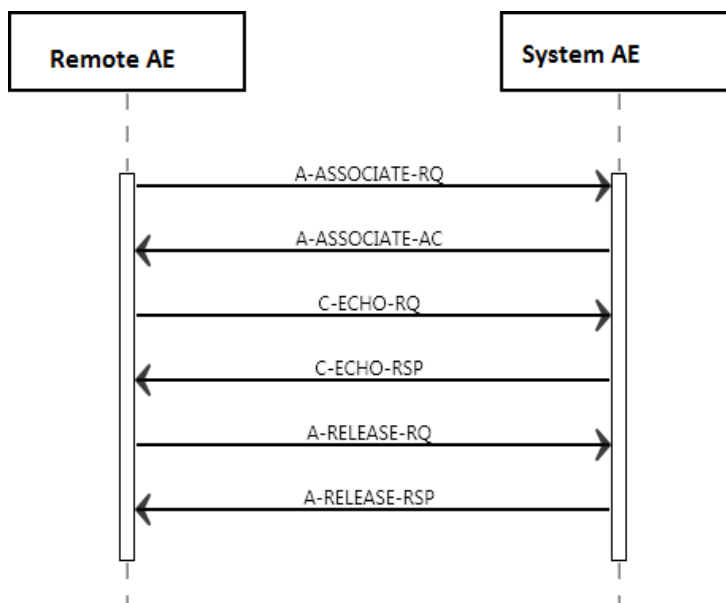 Remote AE
System AE
A-ASSOCIATE-RQ
A-ASSOCIATE-AC
C-ECHO-RQ
C-ECHO-RSP
A-RELEASE-RQ
A-RELEASE-RSP